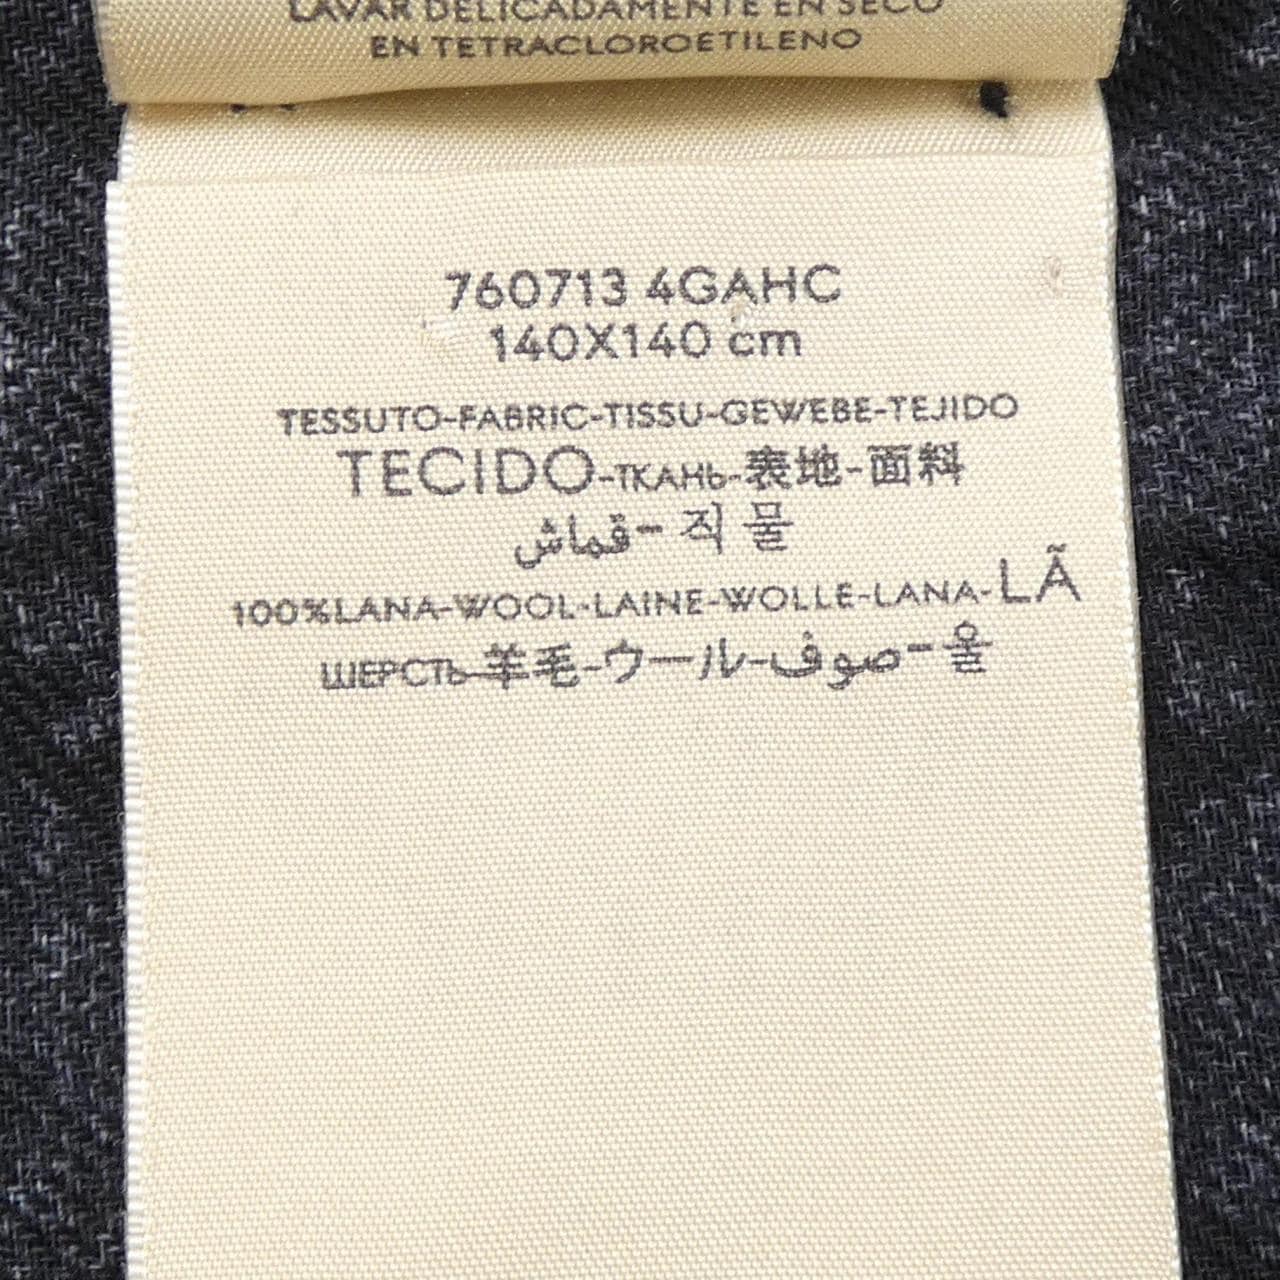 LAVAR DELICADAMENTE EN SECO
EN TETRACLOROETILENO
760713 4GAHC
140X140 cm
TESSUTO-FABRIC-TISSU-GEWEBE-TEJIDO
TECIDO-ТКАНЬ-表地-面料
قماش-직물
100%LANA-WOOL-LAINE-WOLLE-LANA-LÃ
ШЕРСТЬ-羊毛-ウール-صوف-울